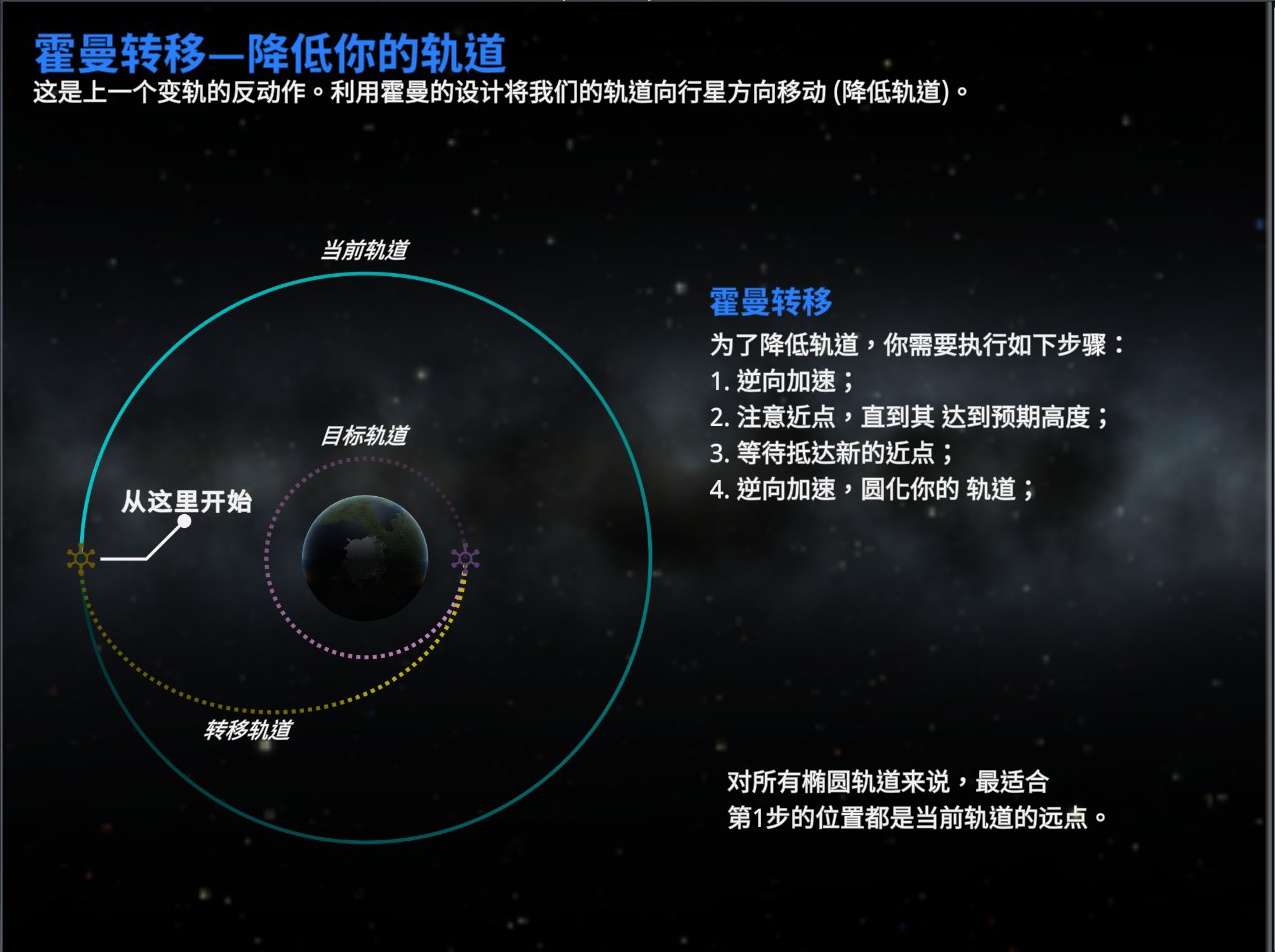 霍曼转移—降低你的轨道
这是上一个变轨的反动作。利用霍曼的设计将我们的轨道向行星方向移动 (降低轨道)。
当前轨道
霍曼转移
为了降低轨道，你需要执行如下步骤：
1. 逆向加速；
2. 注意近点，直到其 达到预期高度；
3. 等待抵达新的近点；
4. 逆向加速，圆化你的 轨道；
目标轨道
从这里开始
转移轨道
对所有椭圆轨道来说，最适合
第1步的位置都是当前轨道的远点。